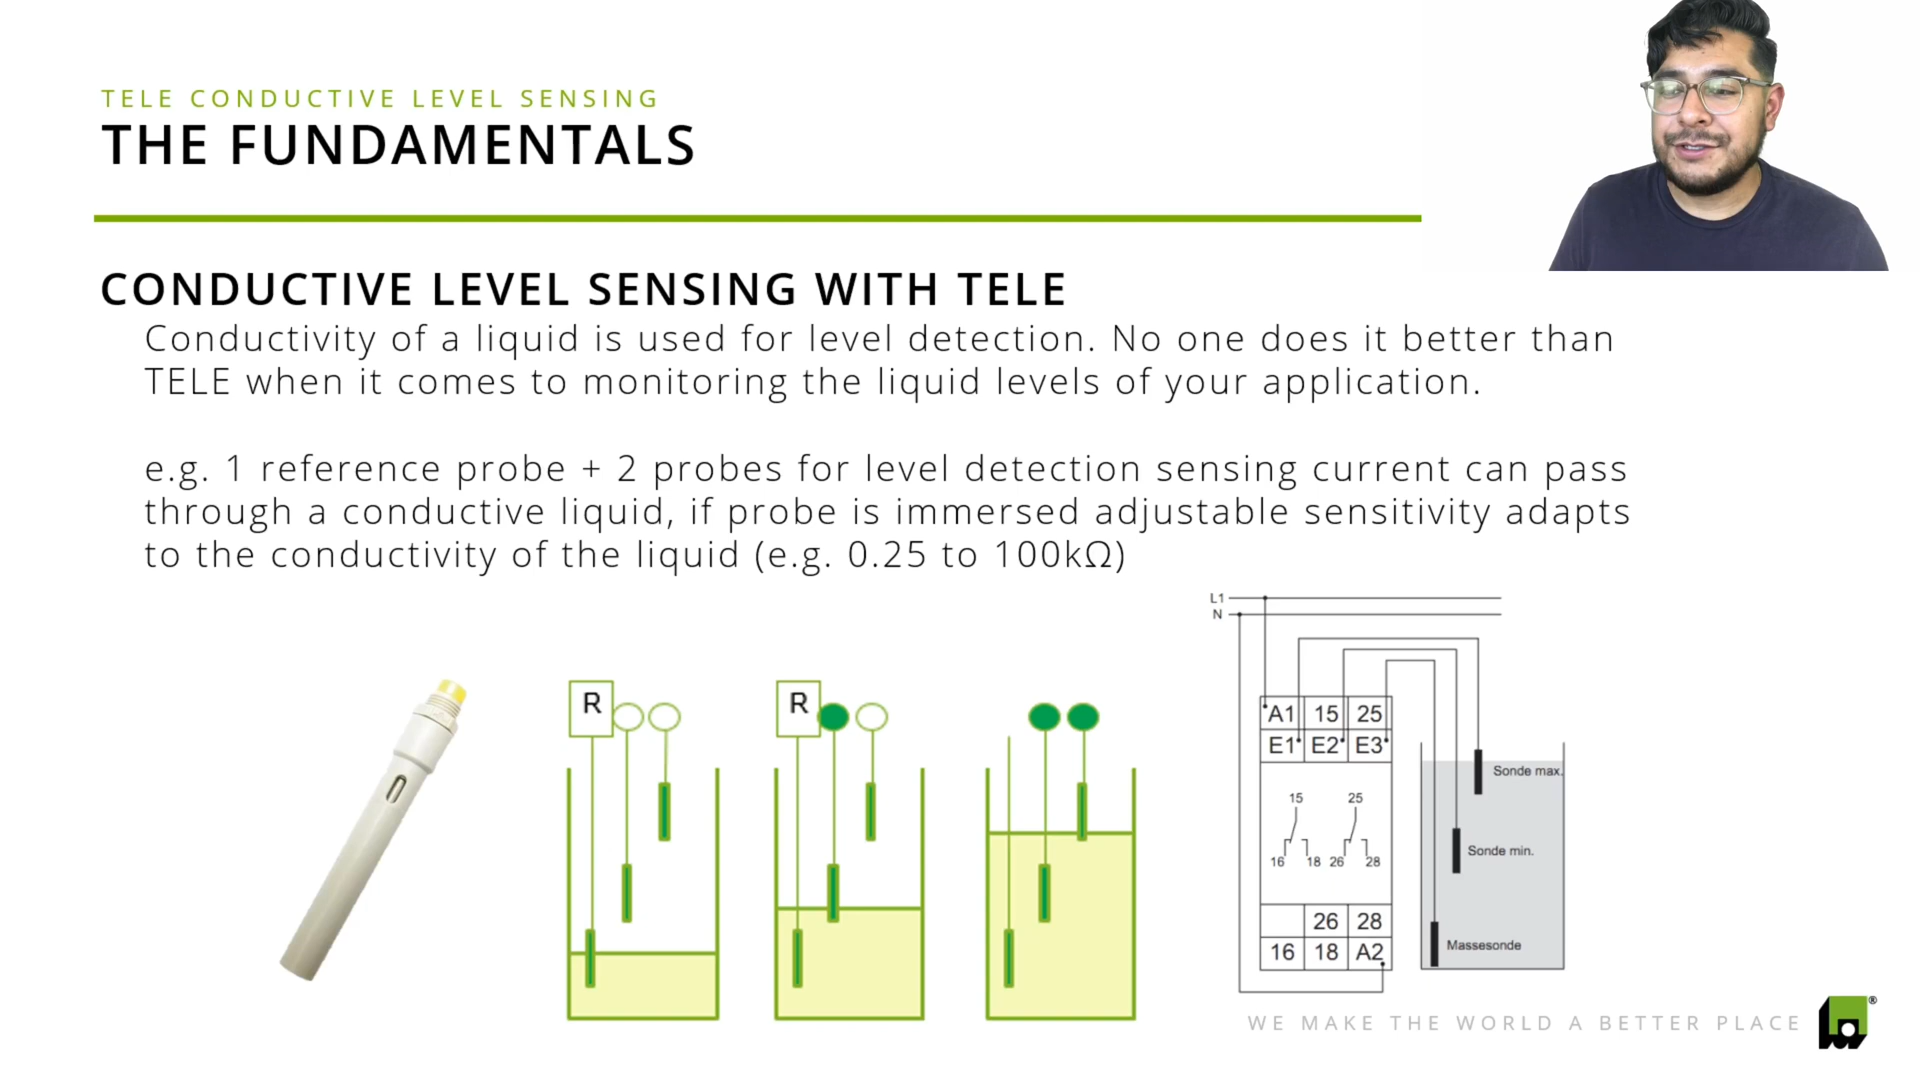 TELE CONDUCTIVE LEVEL SENSING
THE FUNDAMENTALS
CONDUCTIVE LEVEL SENSING WITH TELE
Conductivity of a liquid is used for level detection. No one does it better than
TELE when it comes to monitoring the liquid levels of your application.
e.g. 1 reference probe + 2 probes for level detection sensing current can pass
through a conductive liquid, if probe is immersed adjustable sensitivity adapts
to the conductivity of the liquid (e.g. 0.25 to 100kΩ)
R
R
L1
N
A1 15 25
E1 E2 E3
15 25
16 18 26 28
26 28
16 18 A2
Sonde max.
Sonde min.
Massesonde
WE MAKE THE WORLD A BETTER PLACE
®